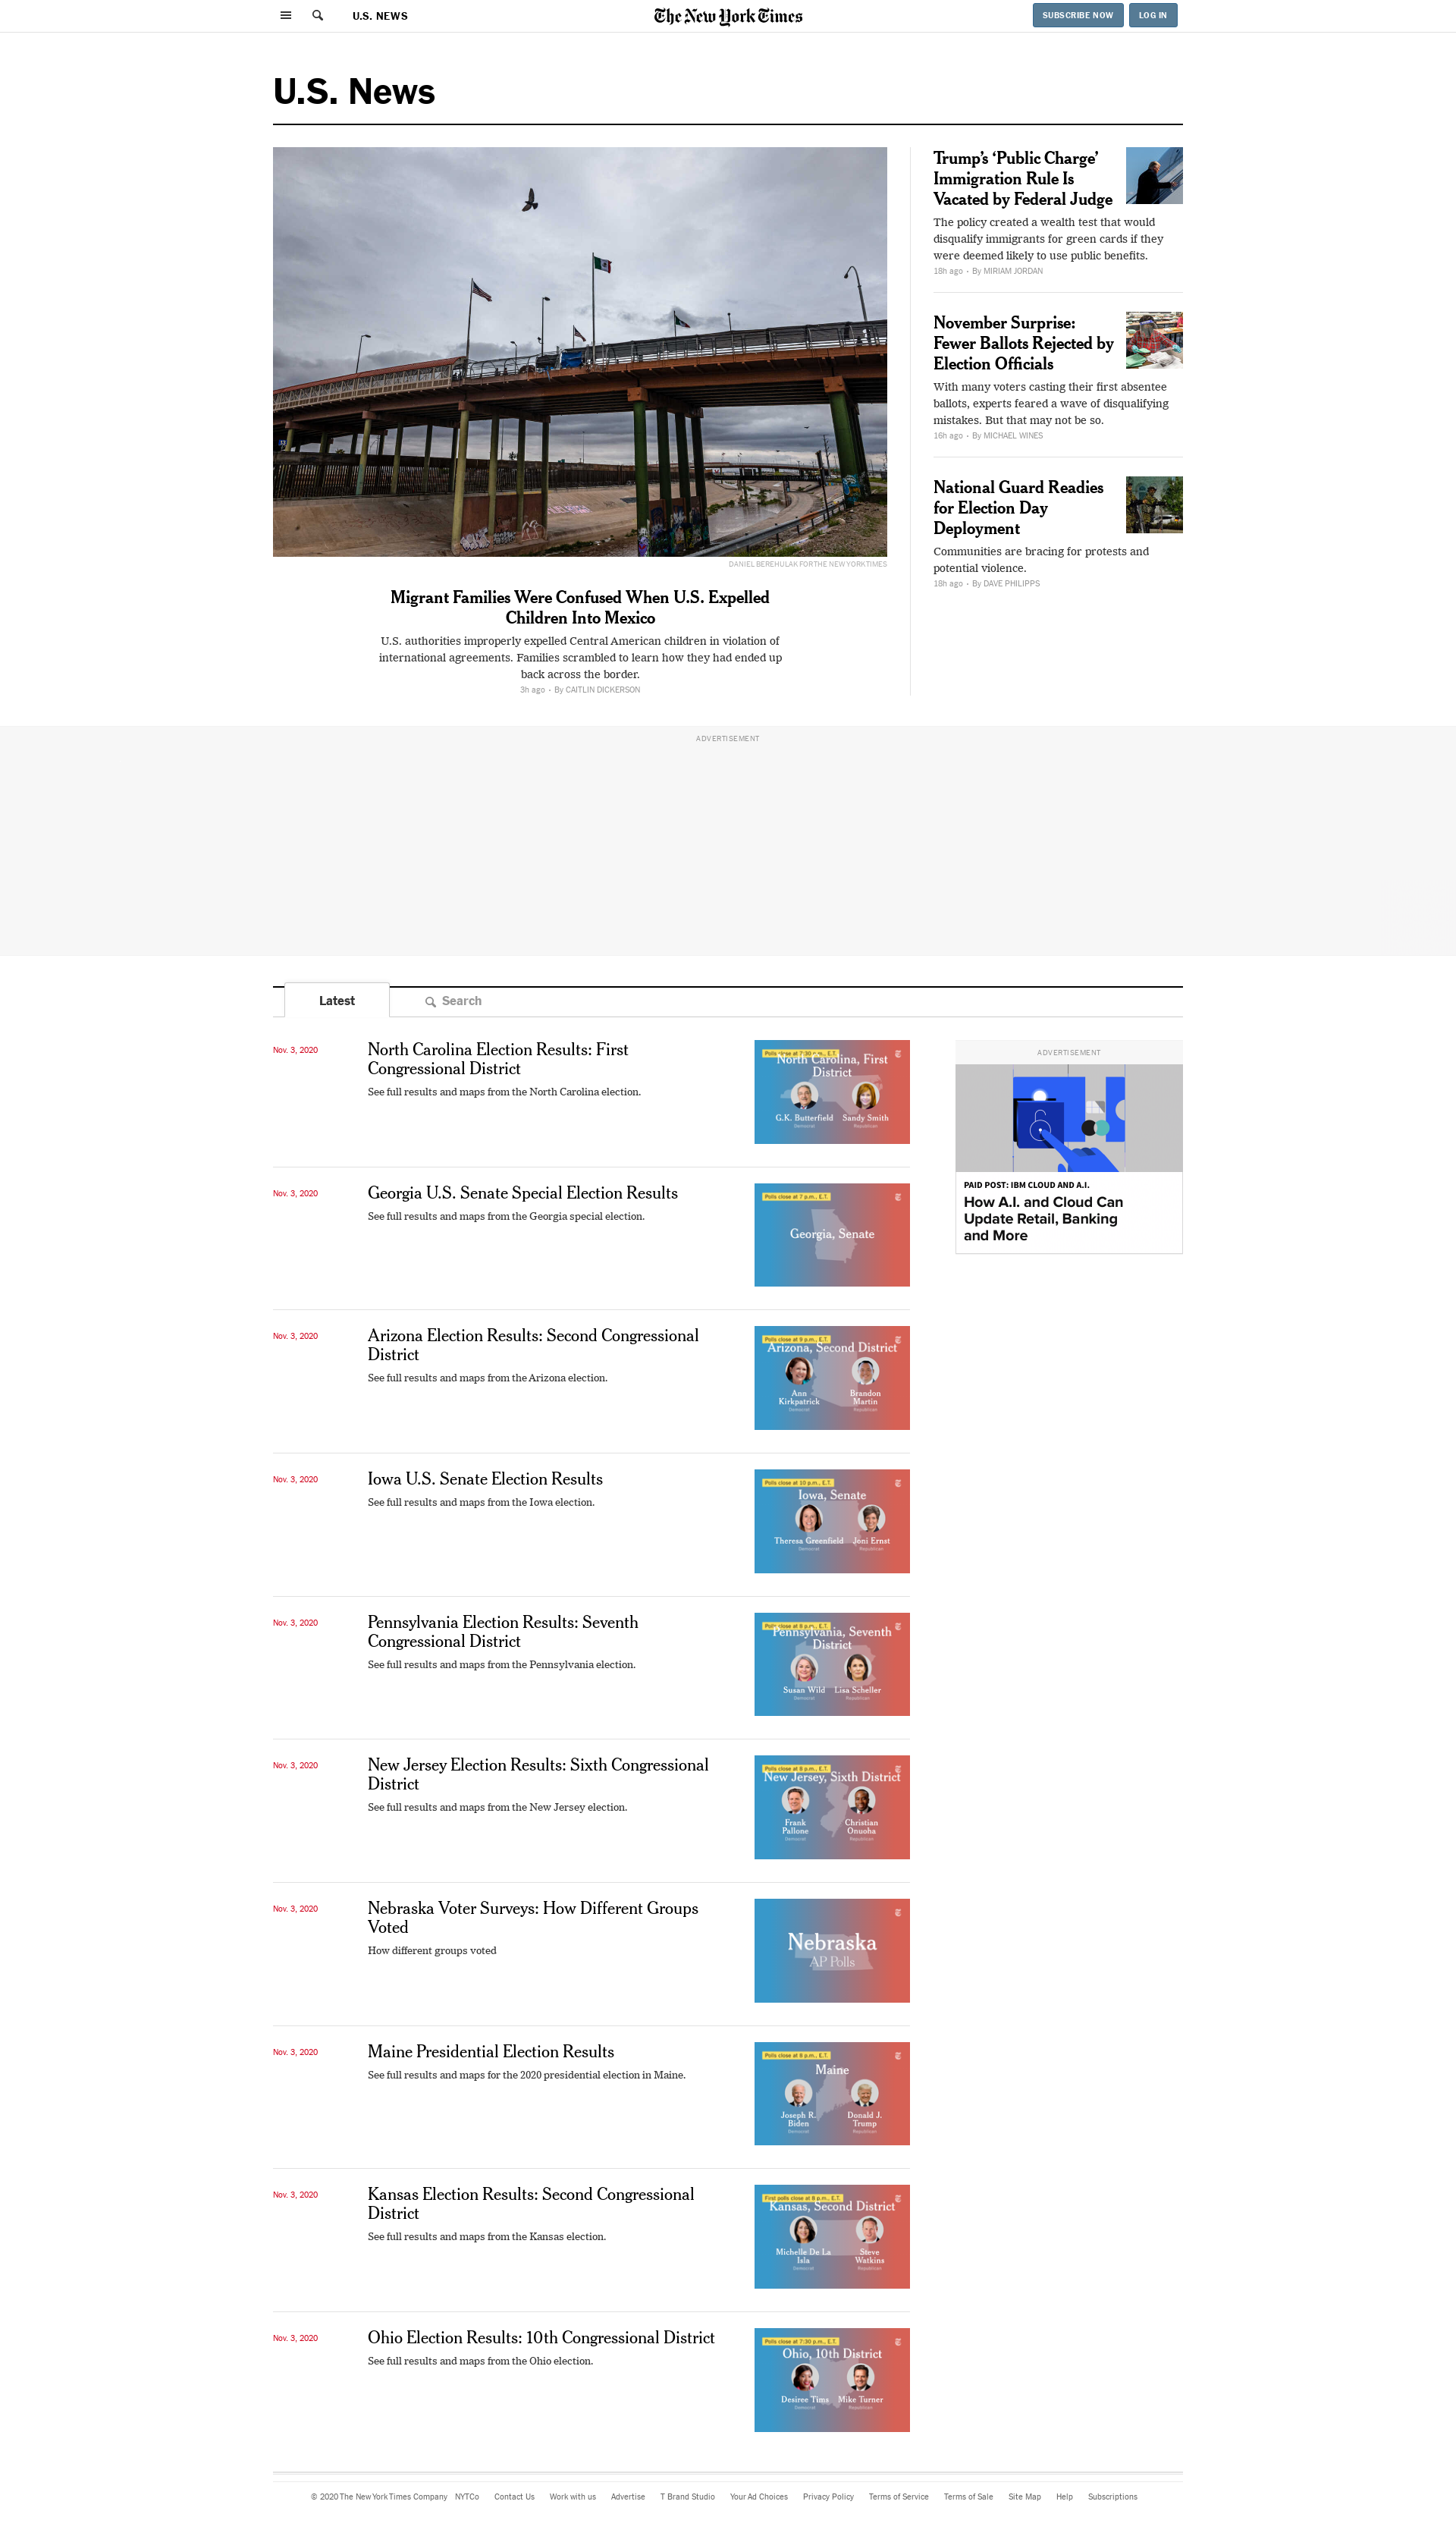 U.S. NEWS
The New York Times
SUBSCRIBE NOW
LOG IN
U.S. News
DANIEL BEREHULAK FOR THE NEW YORK TIMES
Migrant Families Were Confused When U.S. Expelled
Children Into Mexico
U.S. authorities improperly expelled Central American children in violation of
international agreements. Families scrambled to learn how they had ended up
back across the border.
3h ago • By CAITLIN DICKERSON
Trump’s ‘Public Charge’
Immigration Rule Is
Vacated by Federal Judge
The policy created a wealth test that would
disqualify immigrants for green cards if they
were deemed likely to use public benefits.
18h ago • By MIRIAM JORDAN
November Surprise:
Fewer Ballots Rejected by
Election Officials
With many voters casting their first absentee
ballots, experts feared a wave of disqualifying
mistakes. But that may not be so.
16h ago • By MICHAEL WINES
National Guard Readies
for Election Day
Deployment
Communities are bracing for protests and
potential violence.
18h ago • By DAVE PHILIPPS
ADVERTISEMENT
Latest
Search
Nov. 3, 2020
North Carolina Election Results: First
Congressional District
See full results and maps from the North Carolina election.
Polls close at 7:30 p.m., E.T.
North Carolina, First
District
G.K. Butterfield Sandy Smith
Democrat Republican
Nov. 3, 2020
Georgia U.S. Senate Special Election Results
See full results and maps from the Georgia special election.
Polls close at 7 p.m., E.T.
Georgia, Senate
Nov. 3, 2020
Arizona Election Results: Second Congressional
District
See full results and maps from the Arizona election.
Polls close at 9 p.m., E.T.
Arizona, Second District
Ann Brandon
Kirkpatrick Martin
Democrat Republican
Nov. 3, 2020
Iowa U.S. Senate Election Results
See full results and maps from the Iowa election.
Polls close at 10 p.m., E.T.
Iowa, Senate
Theresa Greenfield Joni Ernst
Democrat Republican
Nov. 3, 2020
Pennsylvania Election Results: Seventh
Congressional District
See full results and maps from the Pennsylvania election.
Polls close at 8 p.m., E.T.
Pennsylvania, Seventh
District
Susan Wild Lisa Scheller
Democrat Republican
Nov. 3, 2020
New Jersey Election Results: Sixth Congressional
District
See full results and maps from the New Jersey election.
Polls close at 8 p.m., E.T.
New Jersey, Sixth District
Frank Christian
Pallone Onuoha
Democrat Republican
Nov. 3, 2020
Nebraska Voter Surveys: How Different Groups
Voted
How different groups voted
Nebraska
AP Polls
Nov. 3, 2020
Maine Presidential Election Results
See full results and maps for the 2020 presidential election in Maine.
Polls close at 8 p.m., E.T.
Maine
Joseph R. Donald J.
Biden Trump
Democrat Republican
Nov. 3, 2020
Kansas Election Results: Second Congressional
District
See full results and maps from the Kansas election.
First polls close at 8 p.m., E.T.
Kansas, Second District
Michelle De La Steve
Isla Watkins
Democrat Republican
Nov. 3, 2020
Ohio Election Results: 10th Congressional District
See full results and maps from the Ohio election.
Polls close at 7:30 p.m., E.T.
Ohio, 10th District
Desiree Tims Mike Turner
Democrat Republican
ADVERTISEMENT
PAID POST: IBM CLOUD AND A.I.
How A.I. and Cloud Can
Update Retail, Banking
and More
© 2020 The New York Times Company NYTCo Contact Us Work with us Advertise T Brand Studio Your Ad Choices Privacy Policy Terms of Service Terms of Sale Site Map Help Subscriptions